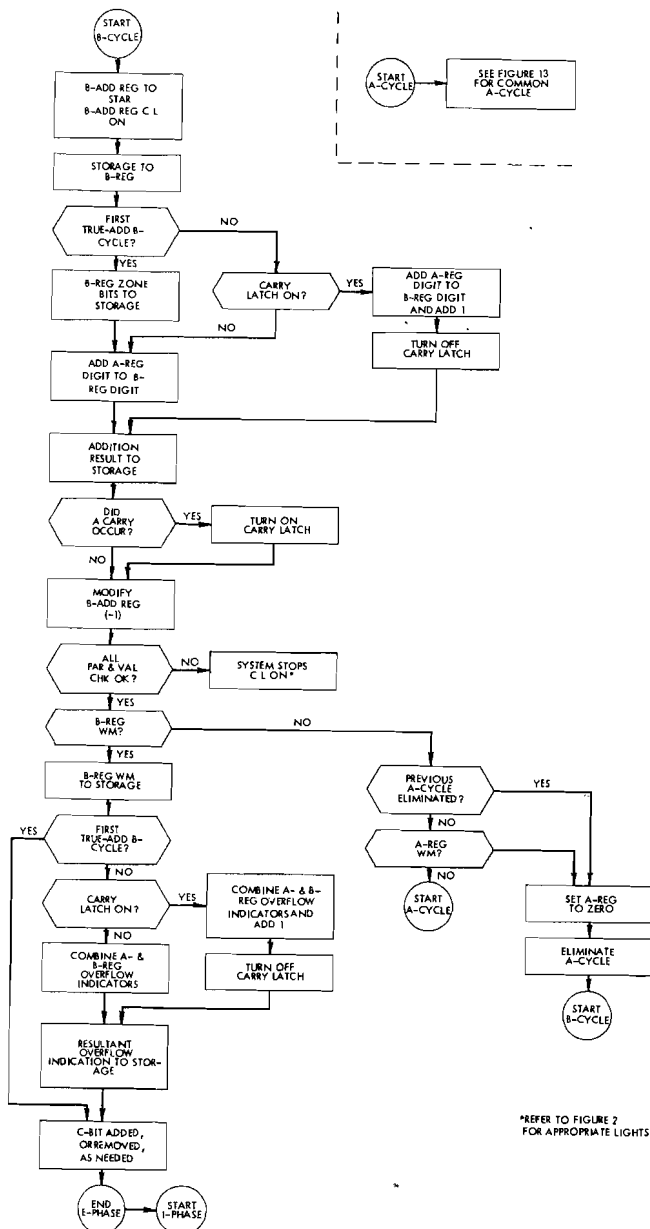 START
B-CYCLE
B-ADD REG TO
STAR
B-ADD REG C L
ON
STORAGE TO
B-REG
FIRST
TRUE-ADD B-
CYCLE?
NO
YES
B-REG ZONE
BITS TO
STORAGE
CARRY
LATCH ON?
YES
ADD A-REG
DIGIT TO
B-REG DIGIT
AND ADD 1
NO
TURN OFF
CARRY LATCH
ADD A-REG
DIGIT TO B-
REG DIGIT
ADDITION
RESULT TO
STORAGE
DID
A CARRY
OCCUR?
YES
TURN ON
CARRY LATCH
NO
MODIFY
B-ADD REG
(-1)
ALL
PAR & VAL
CHK OK?
NO
SYSTEM STOPS
C L ON*
YES
B-REG
WM?
NO
YES
B-REG WM
TO STORAGE
PREVIOUS
A-CYCLE
ELIMINATED?
YES
NO
YES
FIRST
TRUE-ADD B-
CYCLE?
A-REG
WM?
NO
NO
START
A-CYCLE
CARRY
LATCH ON?
YES
COMBINE A- & B-
REG OVERFLOW
INDICATORS AND
ADD 1
SET A-REG
TO ZERO
NO
COMBINE A- &
B-REG
OVERFLOW
INDICATORS
TURN OFF
CARRY LATCH
ELIMINATE
A-CYCLE
START
B-CYCLE
RESULTANT
OVERFLOW
INDICATION TO STOR-
AGE
C-BIT ADDED,
ORREMOVED,
AS NEEDED
END
E-PHASE
START
I-PHASE
START
A-CYCLE
SEE FIGURE 13
FOR COMMON
A-CYCLE
*REFER TO FIGURE 2
FOR APPROPRIATE LIGHTS